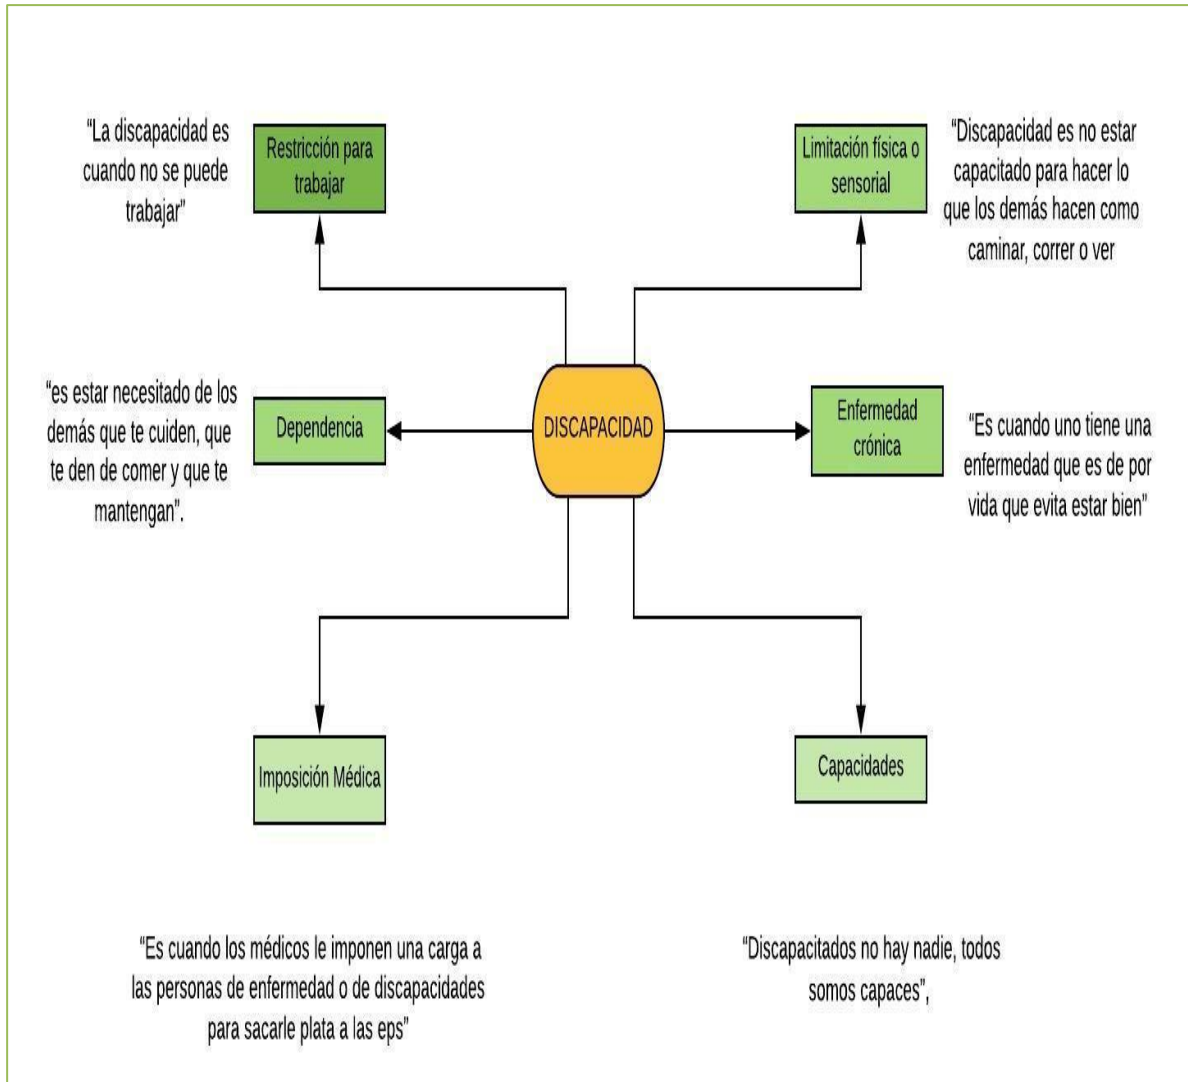 “La discapacidad es
cuando no se puede
trabajar”
Restricción para
trabajar
Limitación física o
sensorial
“Discapacidad es no estar
capacitado para hacer lo
que los demás hacen como
caminar, correr o ver
“es estar necesitado de los
demás que te cuiden, que
te den de comer y que te
mantengan”.
Dependencia
DISCAPACIDAD
Enfermedad
crónica
“Es cuando uno tiene una
enfermedad que es de por
vida que evita estar bien”
Imposición Médica
Capacidades
“Es cuando los médicos le imponen una carga a
las personas de enfermedad o de discapacidades
para sacarle plata a las eps”
“Discapacitados no hay nadie, todos
somos capaces”,